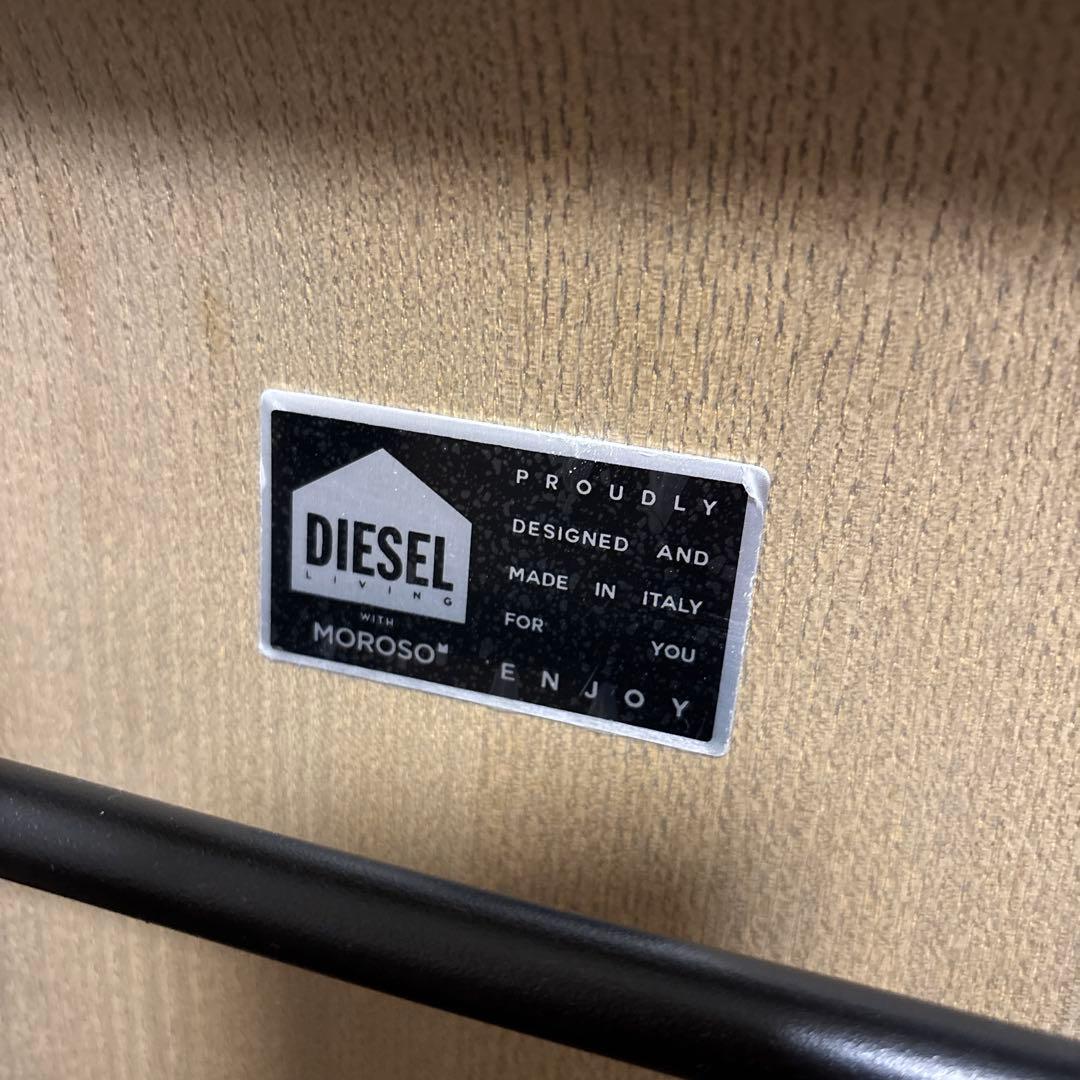 DIESEL
LIVING
WITH
MOROSO
PROUDLY
DESIGNED AND
MADE IN ITALY
FOR YOU
ENJOY